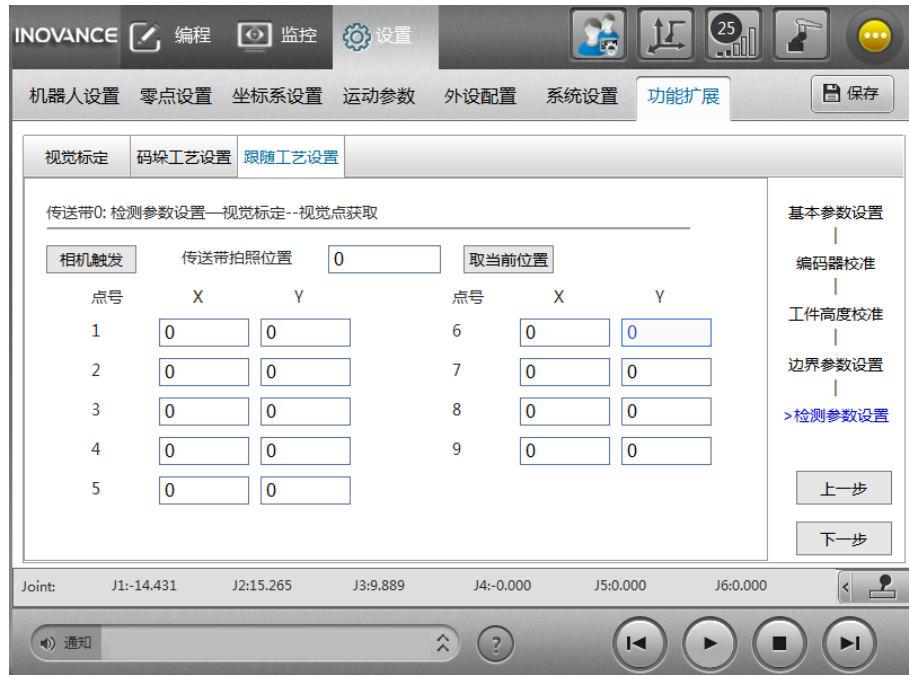 INOVANCE 编程 监控 设置 25
机器人设置 零点设置 坐标系设置 运动参数 外设配置 系统设置 功能扩展 保存
视觉标定 码垛工艺设置 跟随工艺设置
传送带0: 检测参数设置—视觉标定--视觉点获取
相机触发 传送带拍照位置 0 取当前位置
点号 X Y 点号 X Y
1 0 0 6 0 0
2 0 0 7 0 0
3 0 0 8 0 0
4 0 0 9 0 0
5 0 0
基本参数设置
编码器校准
工件高度校准
边界参数设置
>检测参数设置
上一步
下一步
Joint: J1:-14.431 J2:15.265 J3:9.889 J4:-0.000 J5:0.000 J6:0.000 <
通知 ?